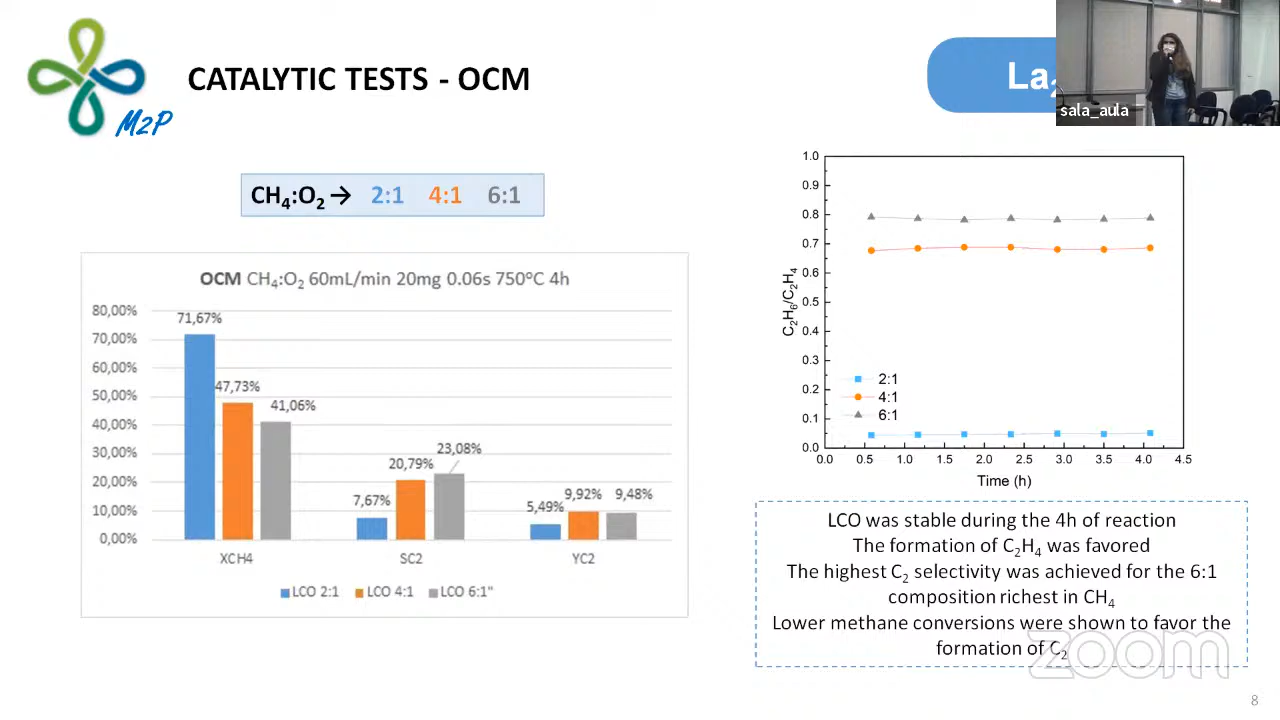 M2P
CATALYTIC TESTS - OCM
La₂
sala_aula
CH₄:O₂ → 2:1 4:1 6:1
OCM CH₄:O₂ 60mL/min 20mg 0.06s 750°C 4h
80,00%
70,00%
60,00%
50,00%
40,00%
30,00%
20,00%
10,00%
0,00%
71,67%
47,73%
41,06%
7,67%
20,79%
23,08%
5,49%
9,92%
9,48%
XCH4 SC2 YC2
LCO 2:1 LCO 4:1 LCO 6:1"
C₂H₆/C₂H₄
1.0
0.9
0.8
0.7
0.6
0.5
0.4
0.3
0.2
0.1
0.0
2:1
4:1
6:1
0.0 0.5 1.0 1.5 2.0 2.5 3.0 3.5 4.0 4.5
Time (h)
LCO was stable during the 4h of reaction
The formation of C₂H₄ was favored
The highest C₂ selectivity was achieved for the 6:1
composition richest in CH₄
Lower methane conversions were shown to favor the
formation of C₂
zoom
8